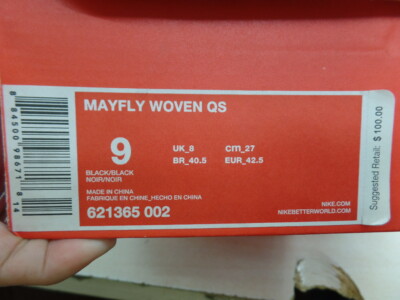 MAYFLY WOVEN QS
9
UK_8
cm_27
BR_40.5
EUR_42.5
BLACK/BLACK
NOIR/NOIR
MADE IN CHINA
FABRIQUE EN CHINE_HECHO EN CHINA
621365 002
NIKE.COM
NIKEBETTERWORLD.COM
Suggested Retail: $ 100.00